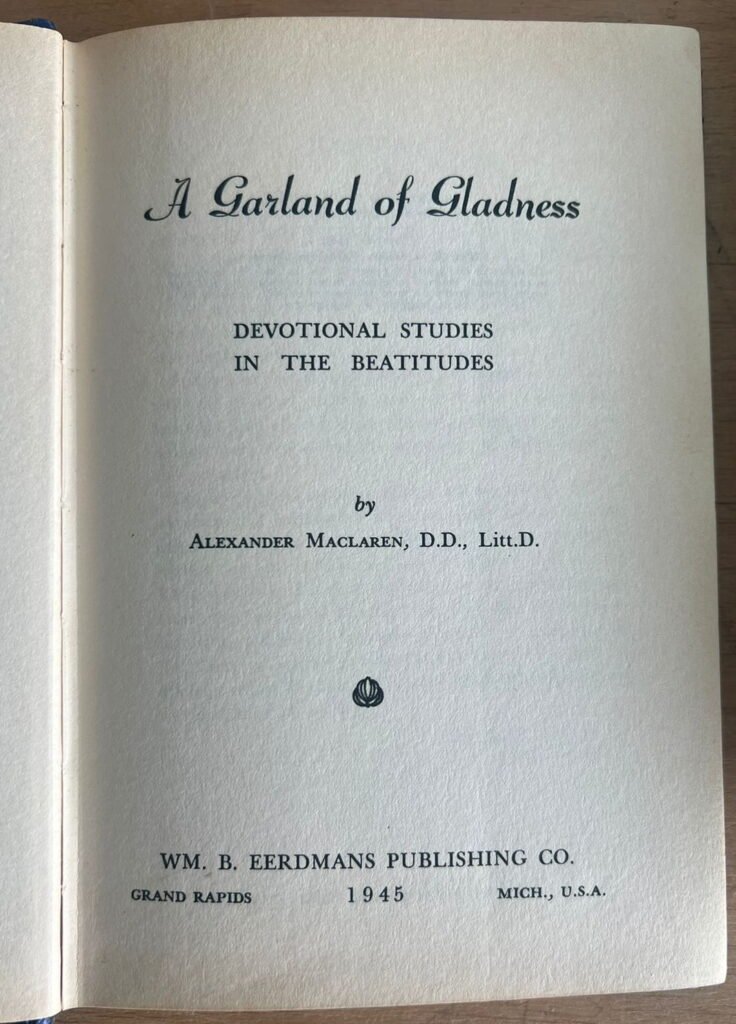 A Garland of Gladness
DEVOTIONAL STUDIES
IN THE BEATITUDES
by
ALEXANDER MACLAREN, D.D., Litt.D.
WM. B. EERDMANS PUBLISHING CO.
GRAND RAPIDS 1945 MICH., U.S.A.